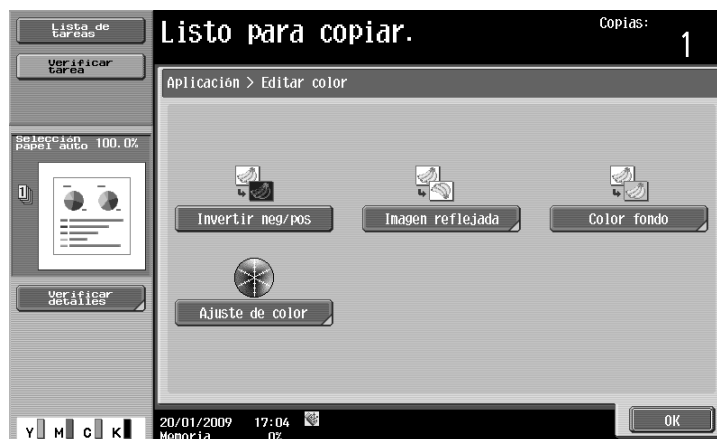 Lista de
tareas
Verificar
tarea
Listo para copiar.
Copias:
1
Aplicación > Editar color
Selección
papel auto 100.0%
1
Invertir neg/pos
Imagen reflejada
Color fondo
Ajuste de color
Verificar
detalles
Y M C K
20/01/2009 17:04
Memoria 0%
OK